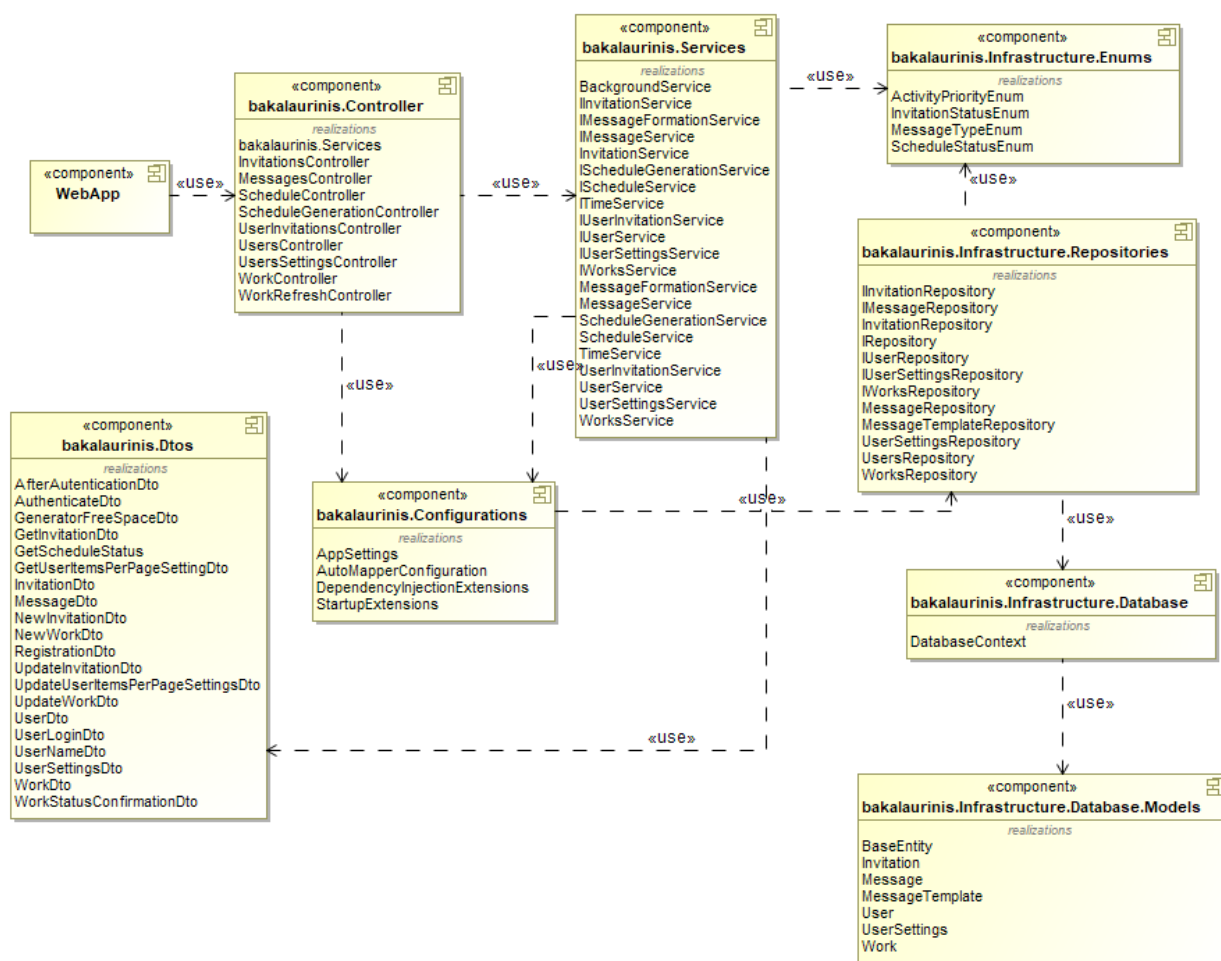 «component»
WebApp
«use»
«component»
bakalaurinis.Controller
realizations
bakalaurinis.Services
InvitationsController
MessagesController
ScheduleController
ScheduleGenerationController
UserInvitationsController
UsersController
UsersSettingsController
WorkController
WorkRefreshController
«use»
«use»
«component»
bakalaurinis.Services
realizations
BackgroundService
IInvitationService
IMessageFormationService
IMessageService
InvitationService
IScheduleGenerationService
IScheduleService
ITimeService
IUserInvitationService
IUserService
IUserSettingsService
IWorksService
MessageFormationService
MessageService
ScheduleGenerationService
ScheduleService
TimeService
UserInvitationService
UserService
UserSettingsService
WorksService
«use»
«use»
«use»
«component»
bakalaurinis.Infrastructure.Enums
realizations
ActivityPriorityEnum
InvitationStatusEnum
MessageTypeEnum
ScheduleStatusEnum
«use»
«component»
bakalaurinis.Infrastructure.Repositories
realizations
IInvitationRepository
IMessageRepository
InvitationRepository
IRepository
IUserRepository
IUserSettingsRepository
IWorksRepository
MessageRepository
MessageTemplateRepository
UserSettingsRepository
UsersRepository
WorksRepository
«use»
«component»
bakalaurinis.Dtos
realizations
AfterAutenticationDto
AuthenticateDto
GeneratorFreeSpaceDto
GetInvitationDto
GetScheduleStatus
GetUserItemsPerPageSettingDto
InvitationDto
MessageDto
NewInvitationDto
NewWorkDto
RegistrationDto
UpdateInvitationDto
UpdateUserItemsPerPageSettingsDto
UpdateWorkDto
UserDto
UserLoginDto
UserNameDto
UserSettingsDto
WorkDto
WorkStatusConfirmationDto
«component»
bakalaurinis.Configurations
realizations
AppSettings
AutoMapperConfiguration
DependencyInjectionExtensions
StartupExtensions
«use»
«component»
bakalaurinis.Infrastructure.Database
realizations
DatabaseContext
«use»
«component»
bakalaurinis.Infrastructure.Database.Models
realizations
BaseEntity
Invitation
Message
MessageTemplate
User
UserSettings
Work